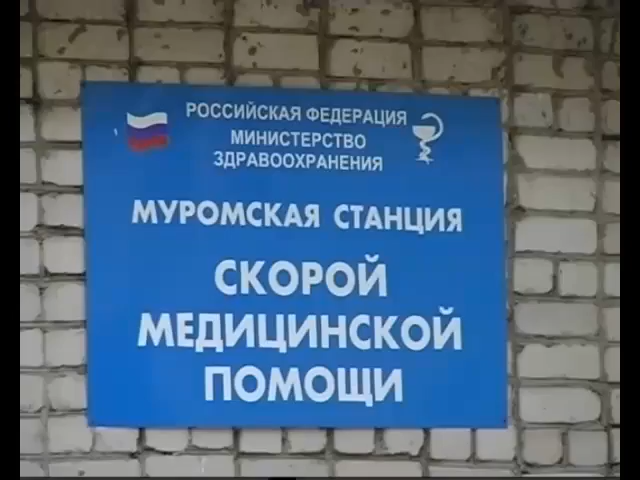 РОССИЙСКАЯ ФЕДЕРАЦИЯ
МИНИСТЕРСТВО
ЗДРАВООХРАНЕНИЯ
МУРОМСКАЯ СТАНЦИЯ
СКОРОЙ
МЕДИЦИНСКОЙ
ПОМОЩИ